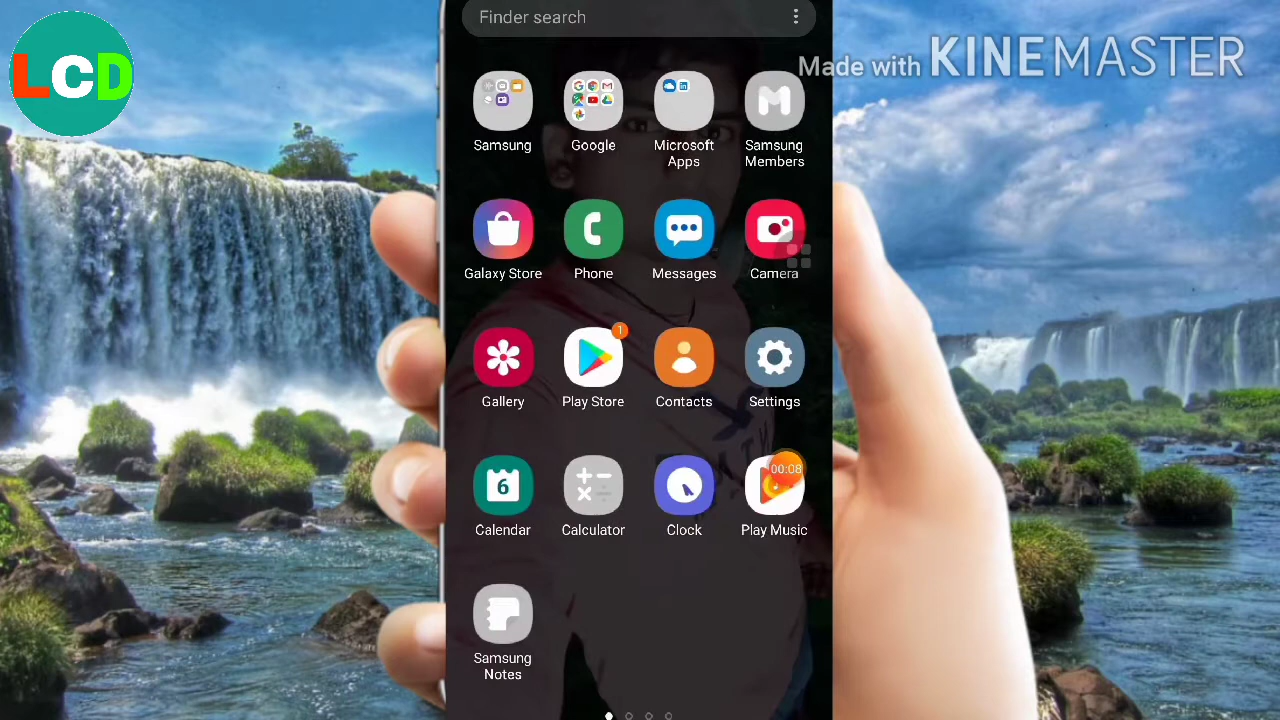 LCD
Made with KINEMASTER
Finder search
Samsung
Google
Microsoft Apps
Samsung Members
Galaxy Store
Phone
Messages
Camera
1
Gallery
Play Store
Contacts
Settings
6
00:08
Calendar
Calculator
Clock
Play Music
Samsung Notes